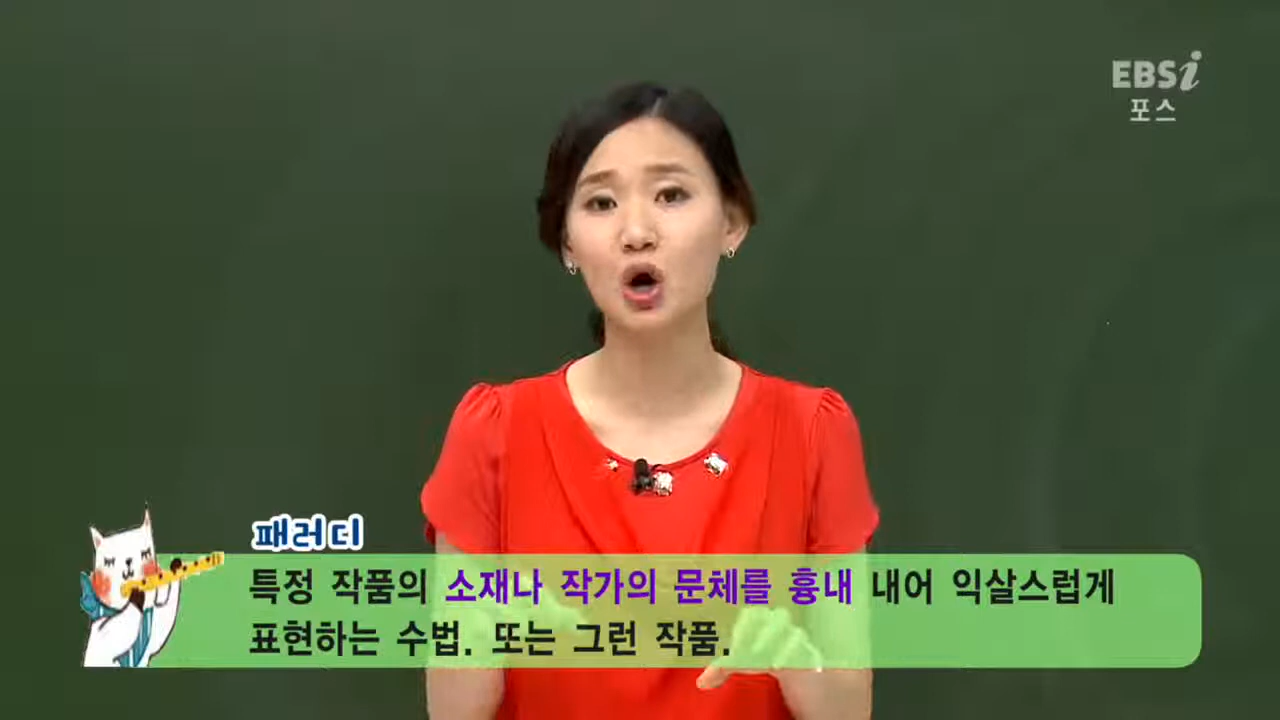 EBSi
포스
패러디
특정 작품의 소재나 작가의 문체를 흉내 내어 익살스럽게
표현하는 수법. 또는 그런 작품.